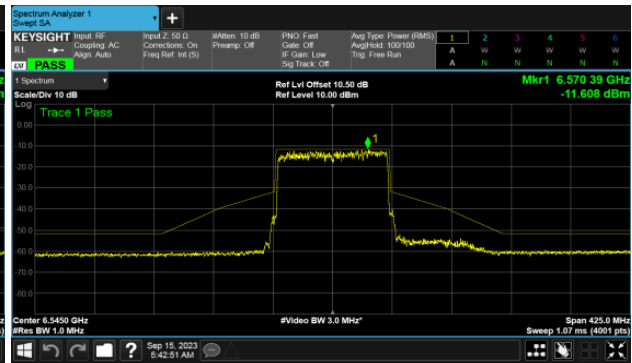 Spectrum Analyzer 1
Swept SA
+
KEYSIGHT Input: RF Input Z: 50 Ω #Atten: 10 dB PNO: Fast Avg Type: Power (RMS) 1 2 3 4 5 6
RL Coupling: AC Corrections: On Preamp: Off Gate: Off Avg|Hold: 100/100 A W W W W W
Align: Auto Freq Ref: Int (S) IF Gain: Low Trig: Free Run
LXI PASS Sig Track: Off A N N N N N
1 Spectrum Ref Lvl Offset 10.50 dB Mkr1 6.570 39 GHz
Scale/Div 10 dB Ref Level 10.00 dBm -11.608 dBm
Log
Trace 1 Pass
0.00
1
-10.0
-20.0
-30.0
-40.0
-50.0
-60.0
-70.0
-80.0
Center 6.5450 GHz #Video BW 3.0 MHz* Span 425.0 MHz
#Res BW 1.0 MHz Sweep 1.07 ms (4001 pts)
? Sep 15, 2023
5:42:51 AM